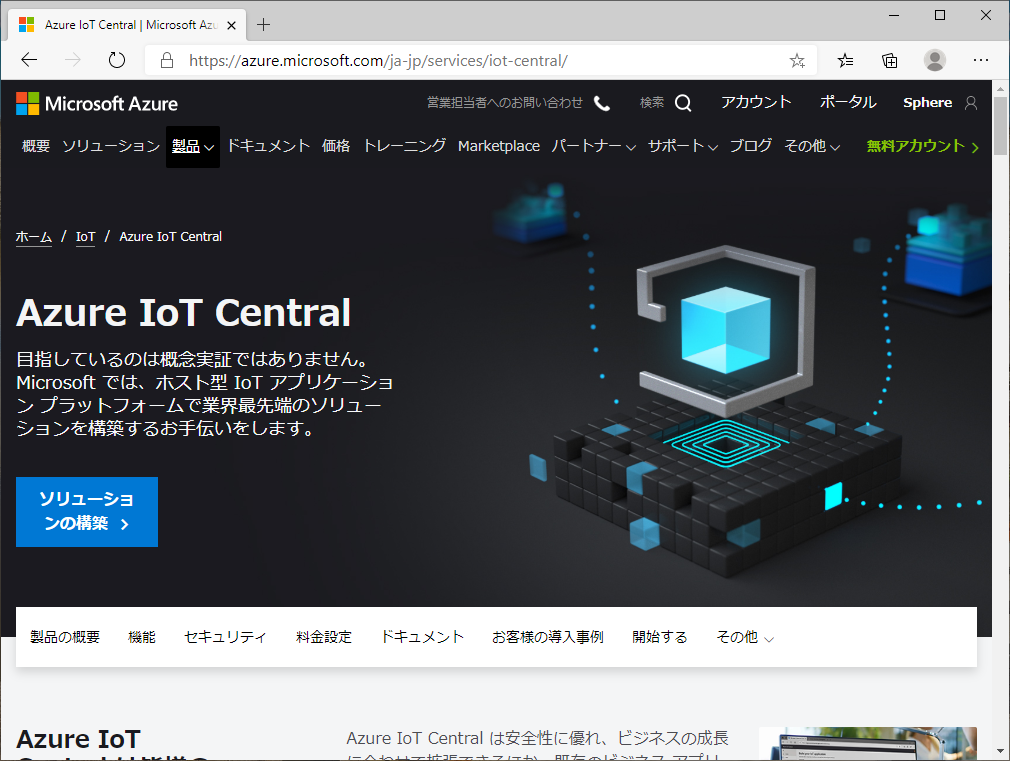 Azure IoT Central | Microsoft Azu
https://azure.microsoft.com/ja-jp/services/iot-central/
Microsoft Azure
営業担当者へのお問い合わせ
検索
アカウント
ポータル
Sphere
概要 ソリューション 製品 ドキュメント 価格 トレーニング Marketplace パートナー サポート ブログ その他 無料アカウント
ホーム / IoT / Azure IoT Central
Azure IoT Central
目指しているのは概念実証ではありません。
Microsoft では、ホスト型 IoT アプリケーショ
ン プラットフォームで業界最先端のソリュー
ションを構築するお手伝いをします。
ソリューショ
ンの構築
製品の概要 機能 セキュリティ 料金設定 ドキュメント お客様の導入事例 開始する その他
Azure IoT
Azure IoT Central は安全性に優れ、ビジネスの成長